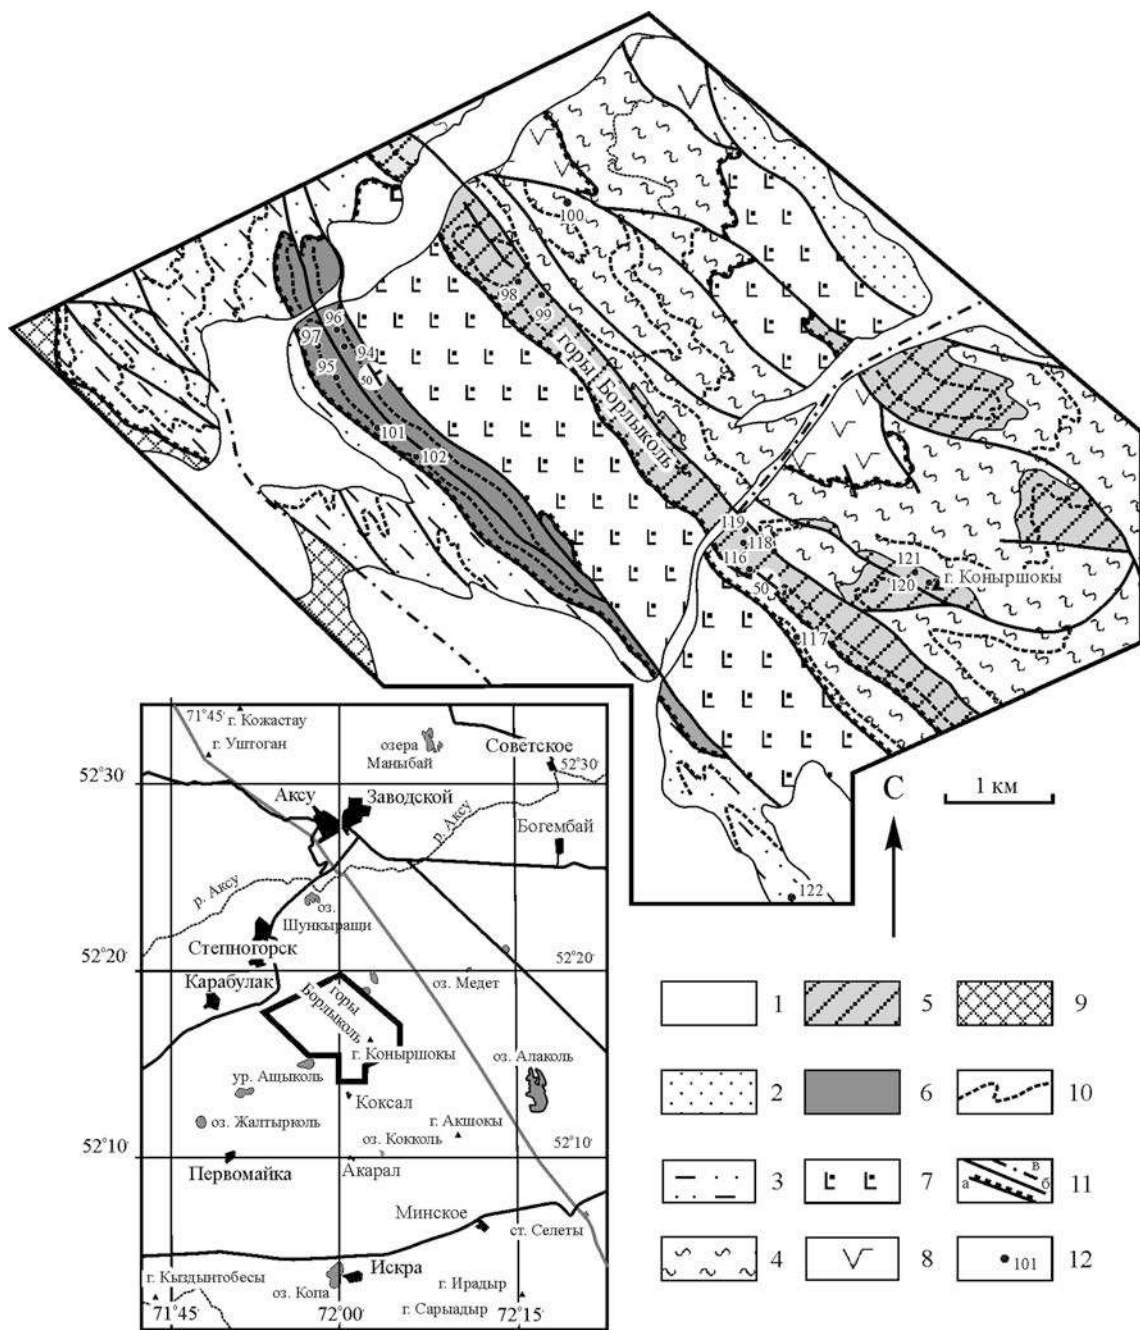 100
98
99
горы Борлыколь
96
97
94
95
50
101
102
119
118
116
50
121
120
г. Коныршокы
117
122
С
1 км
71°45'
г. Кожастау
г. Уштоган
озера
Маныбай
Советское
52°30'
52°30'
Аксу
Заводской
р. Аксу
Богембай
р. Аксу
оз.
Шункыращи
Степногорск
52°20'
52°20'
Карабулак
оз. Медет
горы
Борлыколь
г. Коныршокы
оз. Алаколь
ур. Ащыколь
Коксал
оз. Жалтырколь
г. Акшокы
оз. Кокколь
52°10'
52°10'
Первомайка
Акарал
Минское
ст. Селеты
Искра
г. Кыздынтобесы
оз. Копа
г. Ирадыр
г. Сарыадыр
71°45'
72°00'
72°15'
1
5
9
2
6
10
3
7
а
в
б
11
4
8
101
12